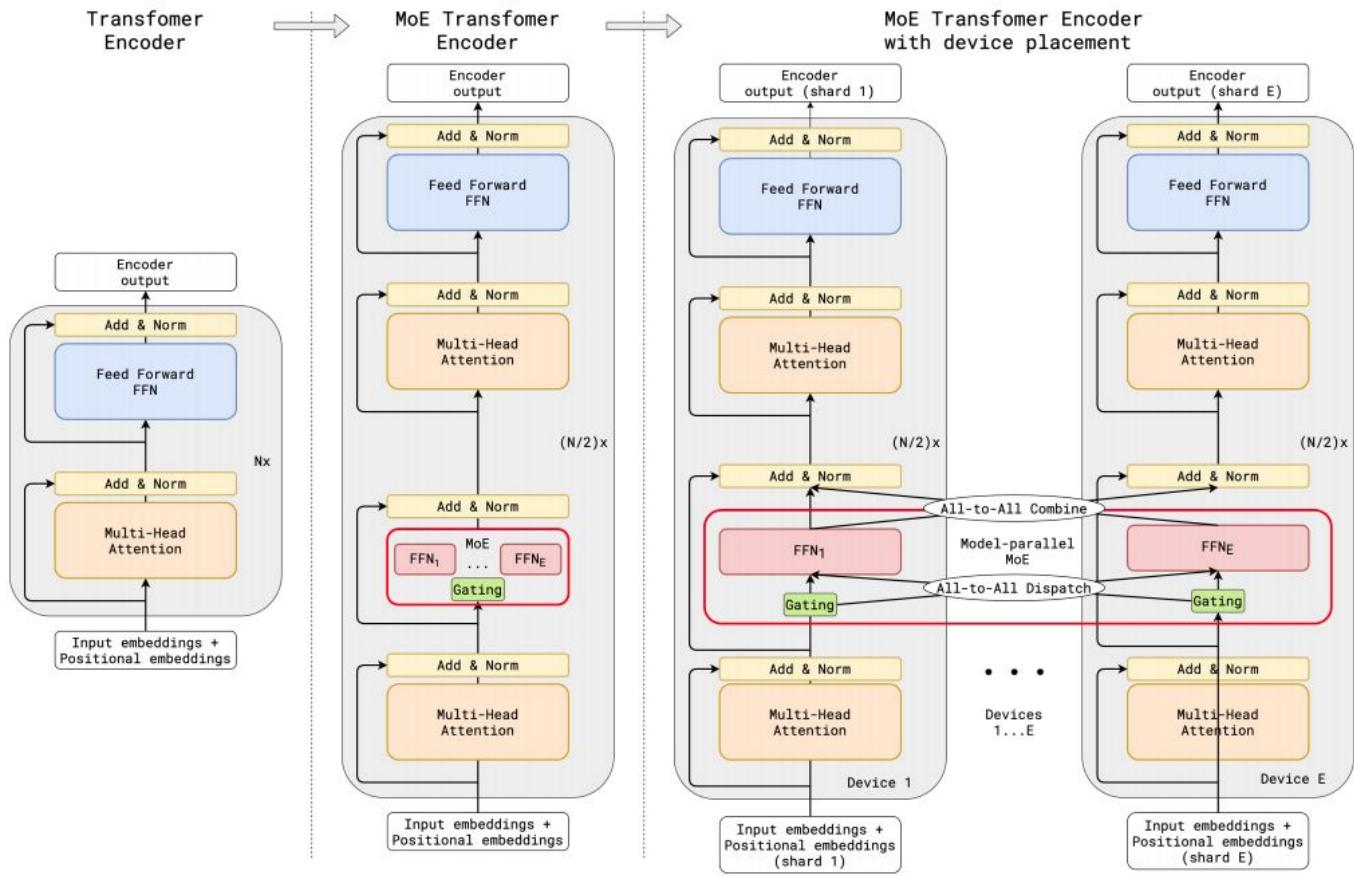 Transfomer
Encoder
Encoder
output
Add & Norm
Feed Forward
FFN
Add & Norm
Multi-Head
Attention
Nx
Input embeddings +
Positional embeddings
MoE Transfomer
Encoder
Encoder
output
Add & Norm
Feed Forward
FFN
Add & Norm
Multi-Head
Attention
(N/2)x
Add & Norm
MoE
FFN₁ ... FFNE
Gating
Add & Norm
Multi-Head
Attention
Input embeddings +
Positional embeddings
MoE Transfomer Encoder
with device placement
Encoder
output (shard 1)
Add & Norm
Feed Forward
FFN
Add & Norm
Multi-Head
Attention
(N/2)x
Add & Norm
FFN₁
Gating
Add & Norm
Multi-Head
Attention
Device 1
Input embeddings +
Positional embeddings
(shard 1)
All-to-All Combine
Model-parallel
MoE
All-to-All Dispatch
• • •
Devices
1...E
Encoder
output (shard E)
Add & Norm
Feed Forward
FFN
Add & Norm
Multi-Head
Attention
(N/2)x
Add & Norm
FFNE
Gating
Add & Norm
Multi-Head
Attention
Device E
Input embeddings +
Positional embeddings
(shard E)